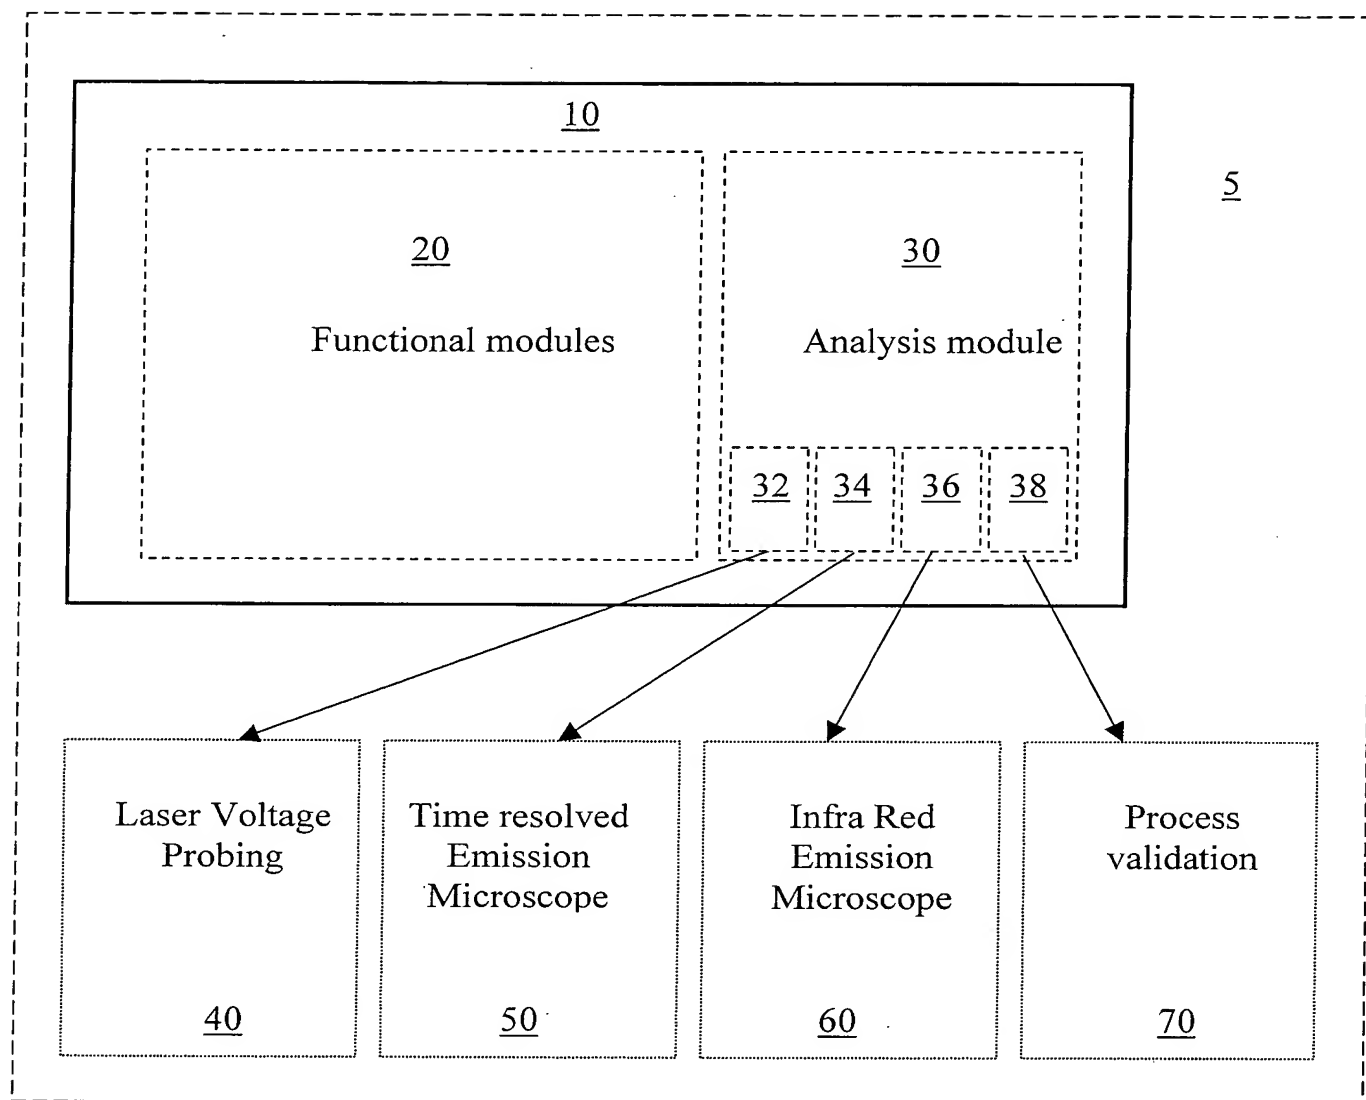 10
5
20
30
Functional modules
Analysis module
32
34
36
38
Laser Voltage
Probing
40
Time resolved
Emission
Microscope
50
Infra Red
Emission
Microscope
60
Process
validation
70